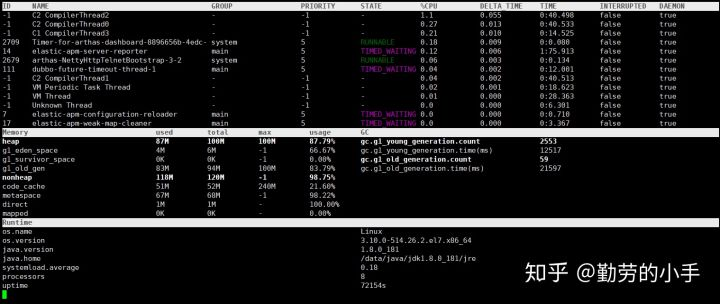 ID NAME GROUP PRIORITY STATE %CPU DELTA_TIME TIME INTERRUPTED DAEMON
-1 C2 CompilerThread2 - -1 - 1.1 0.055 0:40.498 false true
-1 C2 CompilerThread0 - -1 - 0.27 0.013 0:40.533 false true
-1 C1 CompilerThread3 - -1 - 0.21 0.010 0:14.525 false true
2709 Timer-for-arthas-dashboard-8896656b-4edc- system 5 RUNNABLE 0.18 0.009 0:0.080 false true
14 elastic-apm-server-reporter main 5 TIMED_WAITING 0.12 0.006 1:75.913 false true
2679 arthas-NettyHttpTelnetBootstrap-3-2 system 5 RUNNABLE 0.06 0.003 0:0.134 false true
111 dubbo-future-timeout-thread-1 main 5 TIMED_WAITING 0.04 0.002 0:12.001 false true
-1 C2 CompilerThread1 - -1 - 0.04 0.002 0:40.513 false true
-1 VM Periodic Task Thread - -1 - 0.02 0.001 0:18.623 false true
-1 VM Thread - -1 - 0.01 0.000 0:28.363 false true
-1 Unknown Thread - -1 - 0.0 0.000 0:6.301 false true
7 elastic-apm-configuration-reloader main 5 TIMED_WAITING 0.0 0.000 0:0.710 false true
17 elastic-apm-weak-map-cleaner main 5 TIMED_WAITING 0.0 0.000 0:3.367 false true
Memory used total max usage GC
heap 87M 100M 100M 87.79% gc.g1_young_generation.count 2553
g1_eden_space 4M 6M -1 66.67% gc.g1_young_generation.time(ms) 12517
g1_survivor_space 0K 0K -1 0.00% gc.g1_old_generation.count 59
g1_old_gen 83M 94M 100M 83.79% gc.g1_old_generation.time(ms) 21597
nonheap 118M 120M -1 98.75%
code_cache 51M 52M 240M 21.60%
metaspace 67M 68M -1 98.22%
direct 1M 1M - 100.00%
mapped 0K 0K - 0.00%
Runtime
os.name Linux
os.version 3.10.0-514.26.2.el7.x86_64
java.version 1.8.0_181
java.home /data/java/jdk1.8.0_181/jre
systemload.average 0.18
processors 8
uptime 72154s
知乎 @勤劳的小手